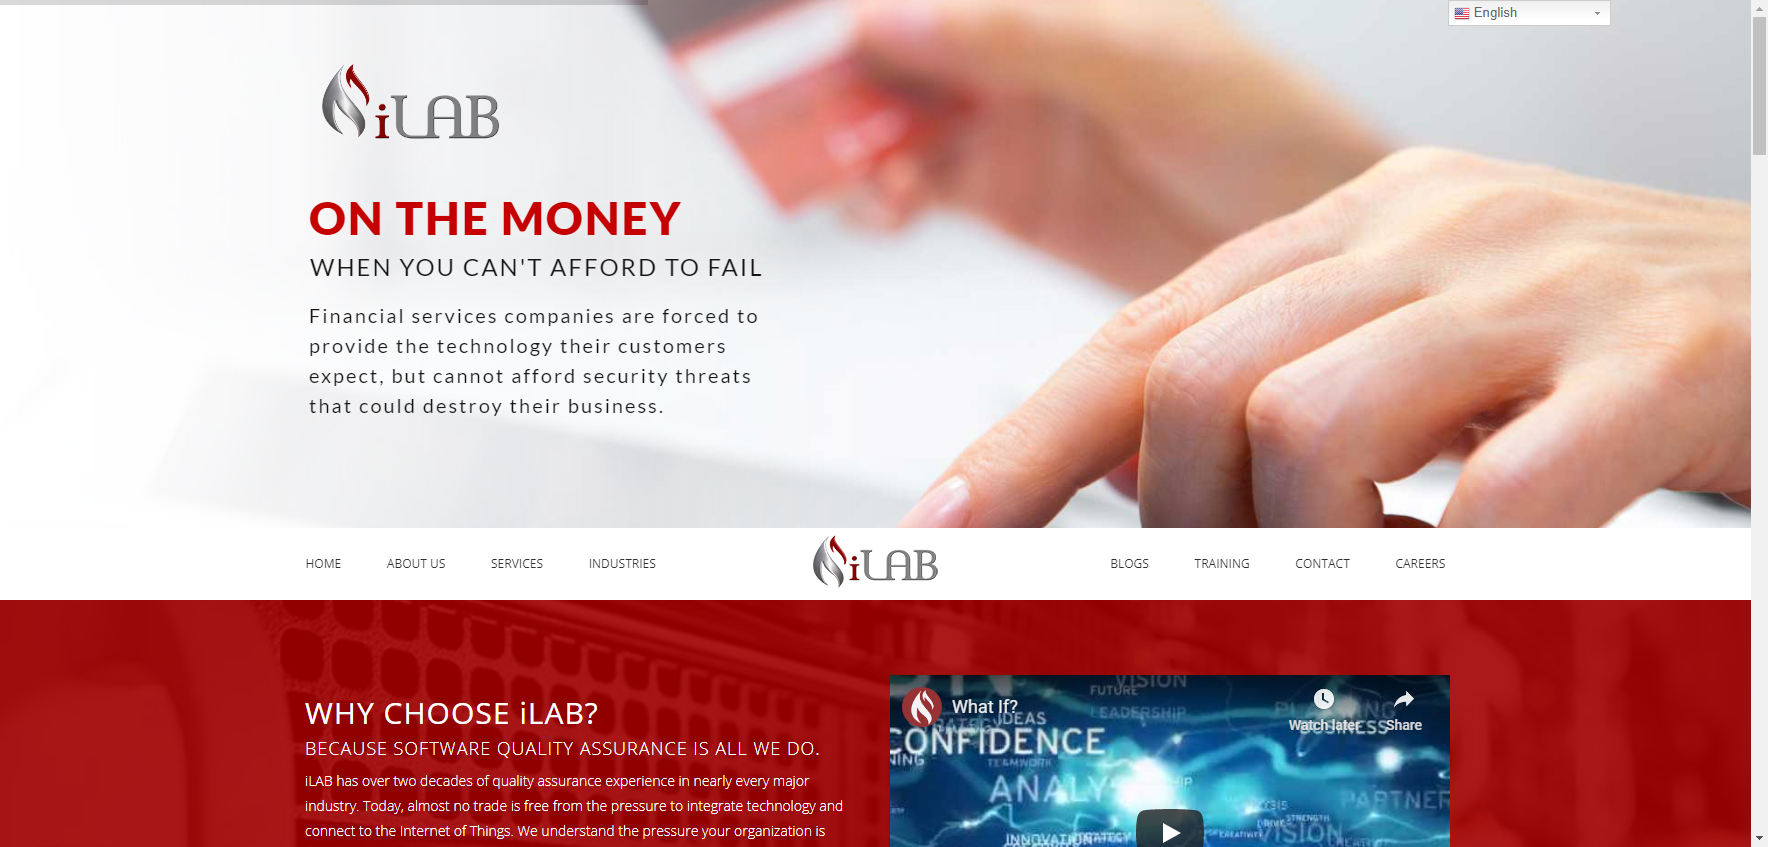 English
iLAB
ON THE MONEY
WHEN YOU CAN'T AFFORD TO FAIL
Financial services companies are forced to
provide the technology their customers
expect, but cannot afford security threats
that could destroy their business.
HOME ABOUT US SERVICES INDUSTRIES iLAB BLOGS TRAINING CONTACT CAREERS
WHY CHOOSE iLAB?
BECAUSE SOFTWARE QUALITY ASSURANCE IS ALL WE DO.
iLAB has over two decades of quality assurance experience in nearly every major
industry. Today, almost no trade is free from the pressure to integrate technology and
connect to the Internet of Things. We understand the pressure your organization is
What If?
Watch later
Share
VISION
FUTURE
IDEAS
LEADERSHIP
CONFIDENCE
TEAMWORK
ANALY
PARTNER
STRENGTH
CREATIVITY
VISION
INNOVATION